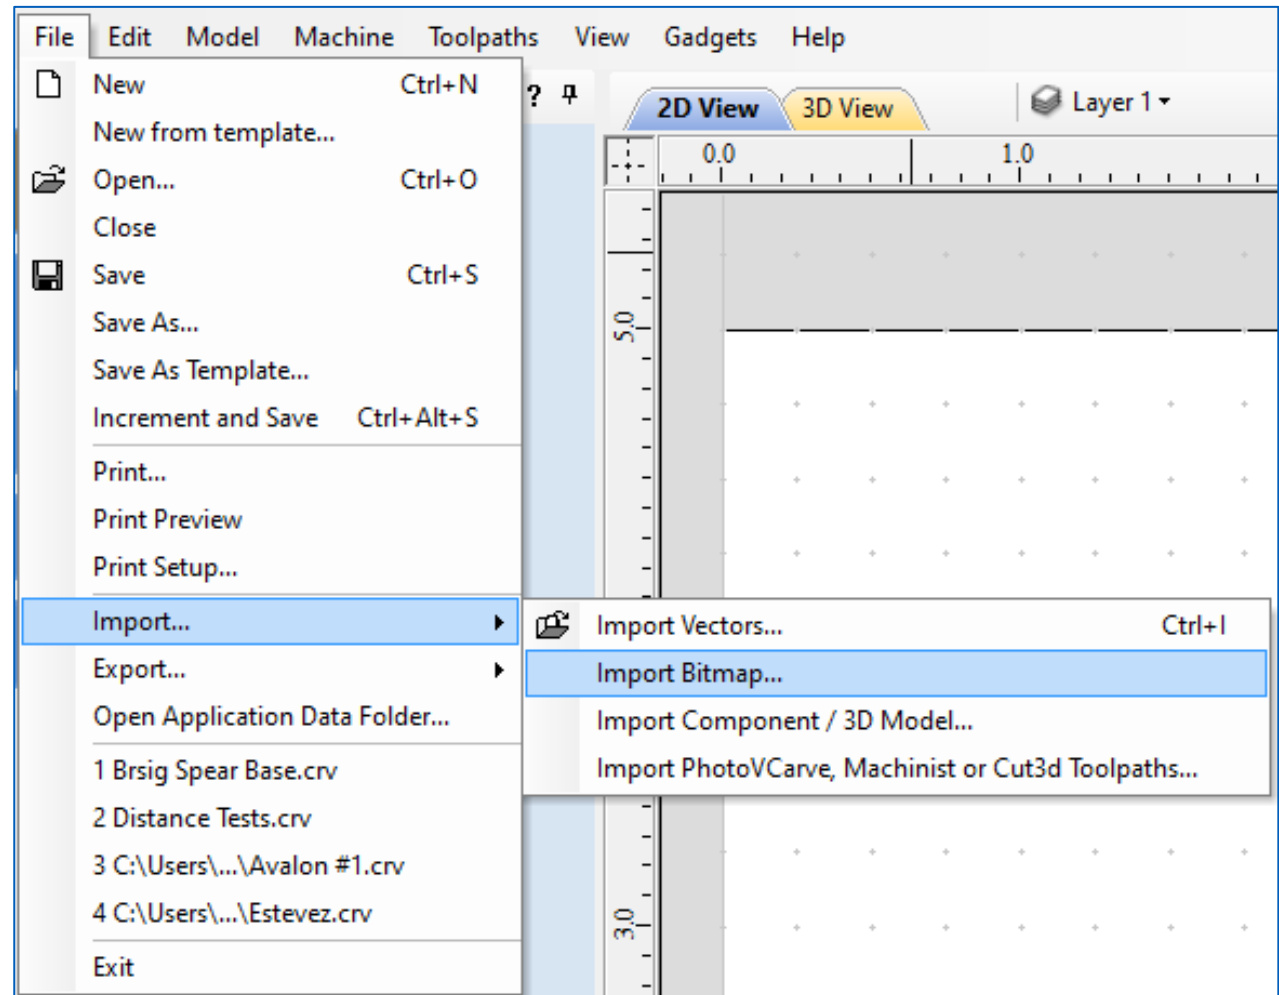 File Edit Model Machine Toolpaths View Gadgets Help
New Ctrl+N
New from template...
Open... Ctrl+O
Close
Save Ctrl+S
Save As...
Save As Template...
Increment and Save Ctrl+Alt+S
Print...
Print Preview
Print Setup...
Import...
Export...
Open Application Data Folder...
1 Brsig Spear Base.crv
2 Distance Tests.crv
3 C:\Users\...\Avalon #1.crv
4 C:\Users\...\Estevez.crv
Exit
Import Vectors... Ctrl+I
Import Bitmap...
Import Component / 3D Model...
Import PhotoVCarve, Machinist or Cut3d Toolpaths...
?
2D View 3D View Layer 1
0.0 1.0
5.0
3.0